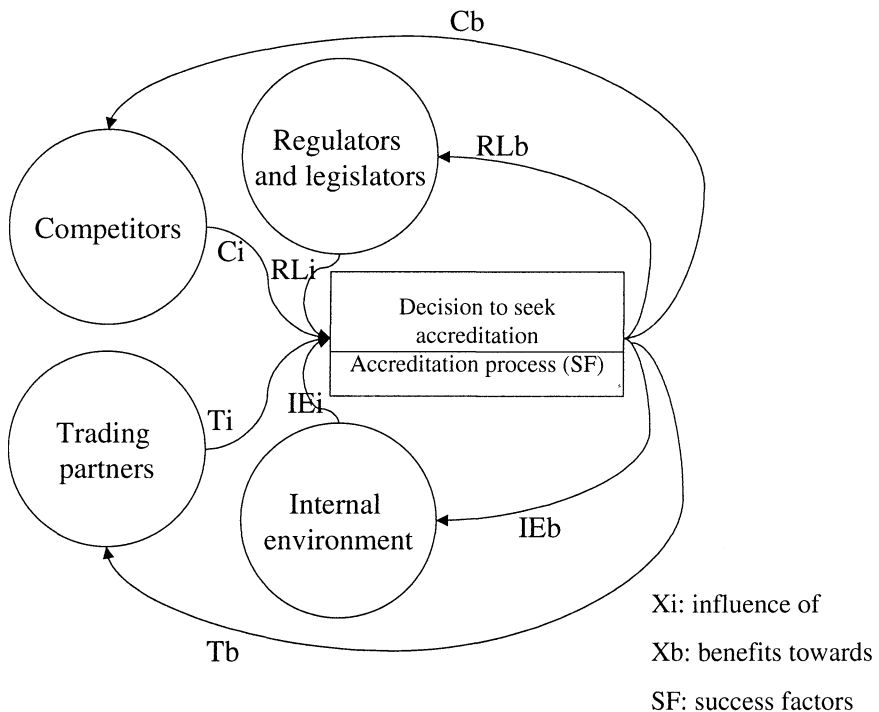 Cb
Regulators
and legislators
RLb
Competitors
Ci
RLi
Decision to seek
accreditation
Accreditation process (SF)
Trading
partners
Ti
IEi
Internal
environment
IEb
Tb
Xi: influence of
Xb: benefits towards
SF: success factors